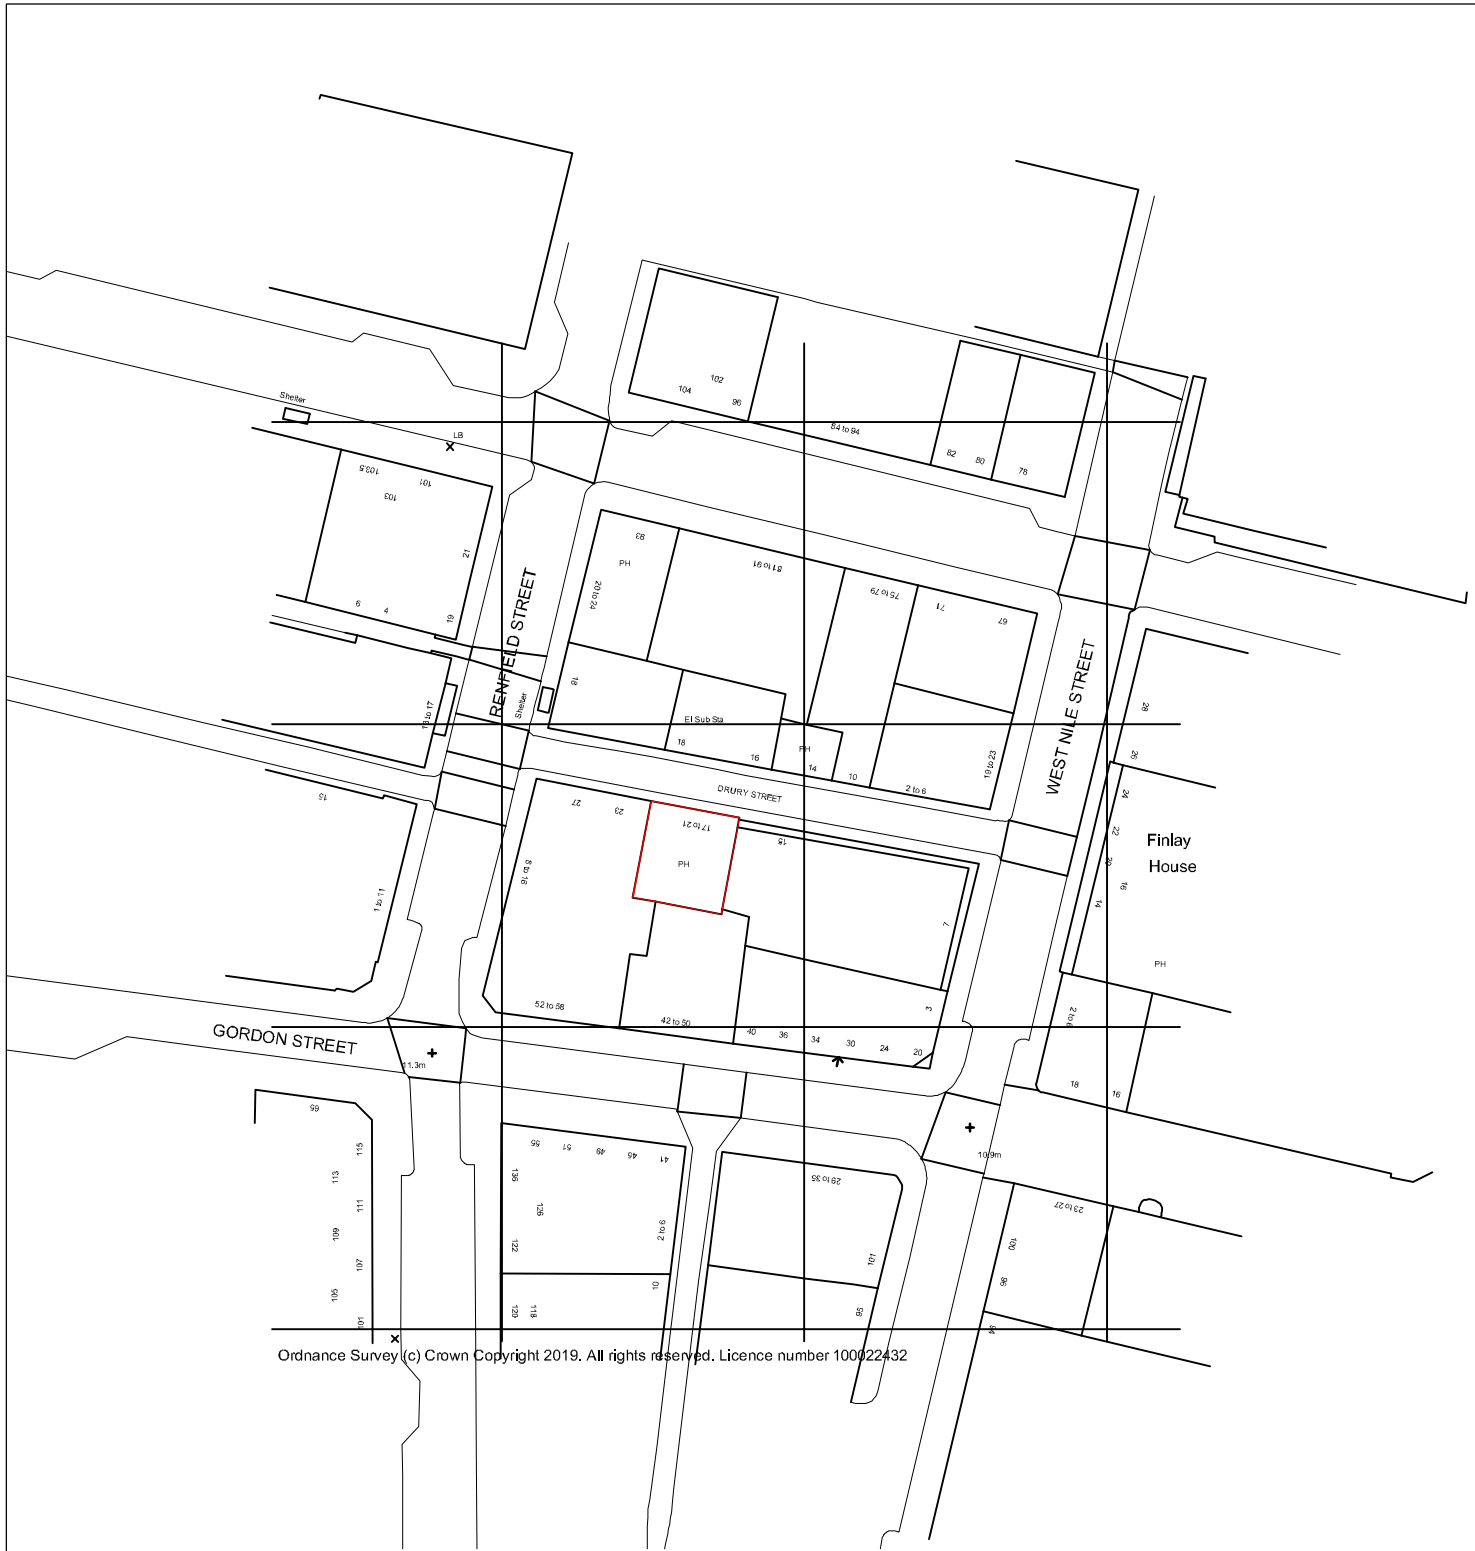 102
104
96
84 to 94
82
80
78
Shelter
LB
103.5
103
101
21
19
6
4
93
PH
20 to 24
81 to 91
75 to 79
71
67
RENFIELD STREET
WEST NILE STREET
18
Shelter
13 to 17
El Sub Sta
18
16
PH
14
10
2 to 6
19 to 23
28
26
24
22
20
16
14
Finlay
House
PH
DRURY STREET
15
27
23
17 to 21
PH
15
8 to 16
1 to 11
7
3
52 to 58
42 to 50
40
36
34
30
24
20
GORDON STREET
11.3m
2 to 6
18
16
10.9m
65
115
113
111
109
107
105
101
55
51
49
45
41
136
126
122
120
118
2 to 6
10
29 to 35
101
95
23 to 27
100
96
94
Ordnance Survey (c) Crown Copyright 2019. All rights reserved. Licence number 100022432